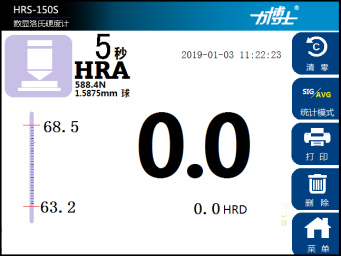 HRS-150S
数显洛氏硬度计
力博士
5秒
HRA
588.4N
1.5875mm 球
2019-01-03 11:22:23
68.5
63.2
0.0
0.0 HRD
清 零
SIG/AVG
统计模式
打 印
删 除
菜 单